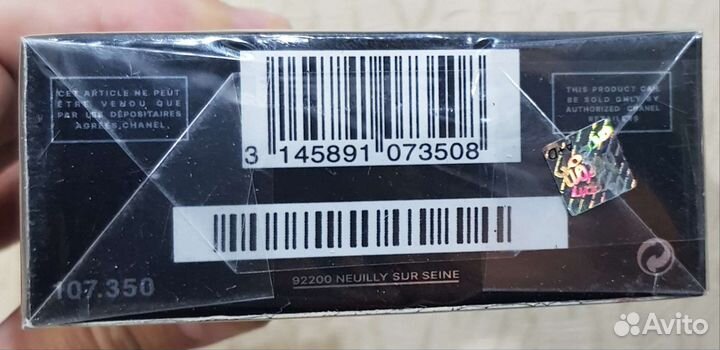 CET ARTICLE NE PEUT
ÊTRE VENDU QUE
PAR LES DÉPOSITAIRES
AGRÉÉS CHANEL.
THIS PRODUCT CAN
BE SOLD ONLY BY
AUTHORIZED CHANEL
RETAILERS
3 145891 073508
107.350
92200 NEUILLY SUR SEINE
Avito